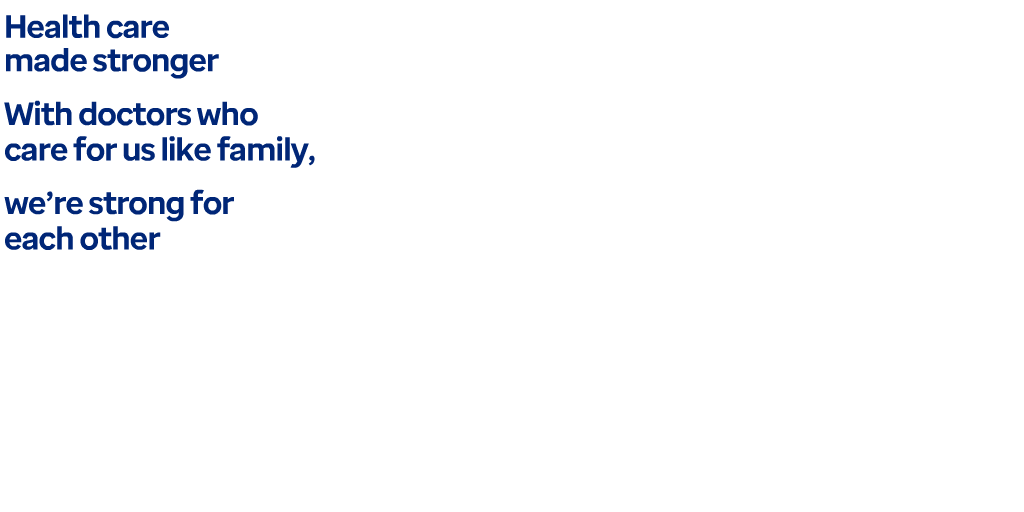 Health care
made stronger
With doctors who
care for us like family,
we’re strong for
each other